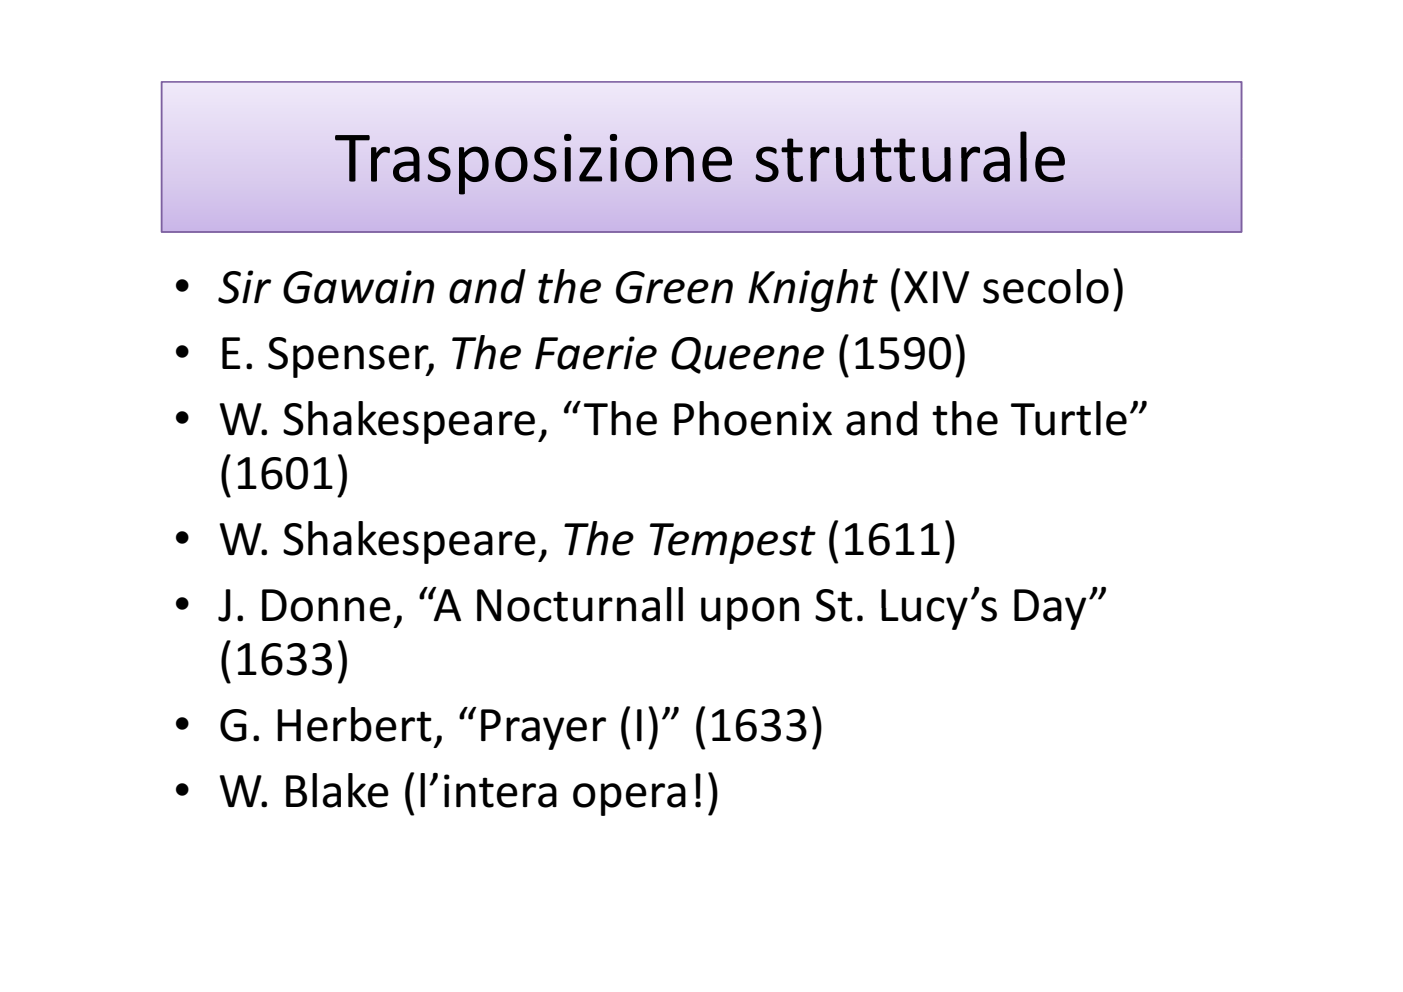 Trasposizione strutturale
• Sir Gawain and the Green Knight (XIV secolo)
• E. Spenser, The Faerie Queene (1590)
• W. Shakespeare, “The Phoenix and the Turtle”
(1601)
• W. Shakespeare, The Tempest (1611)
• J. Donne, “A Nocturnall upon St. Lucy’s Day”
(1633)
• G. Herbert, “Prayer (I)” (1633)
• W. Blake (l’intera opera!)